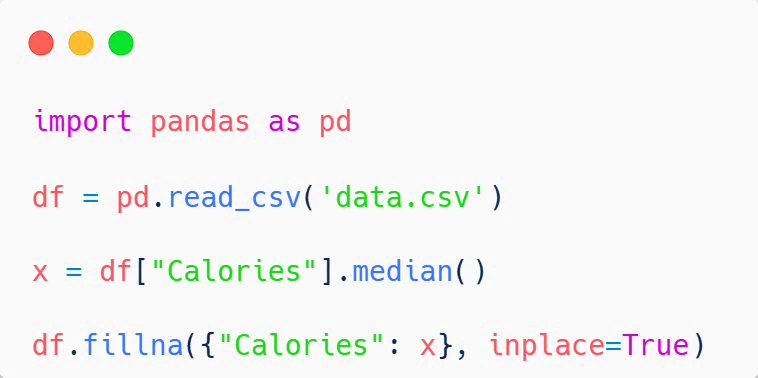 import pandas as pd
df = pd.read_csv('data.csv')
x = df["Calories"].median()
df.fillna({"Calories": x}, inplace=True)